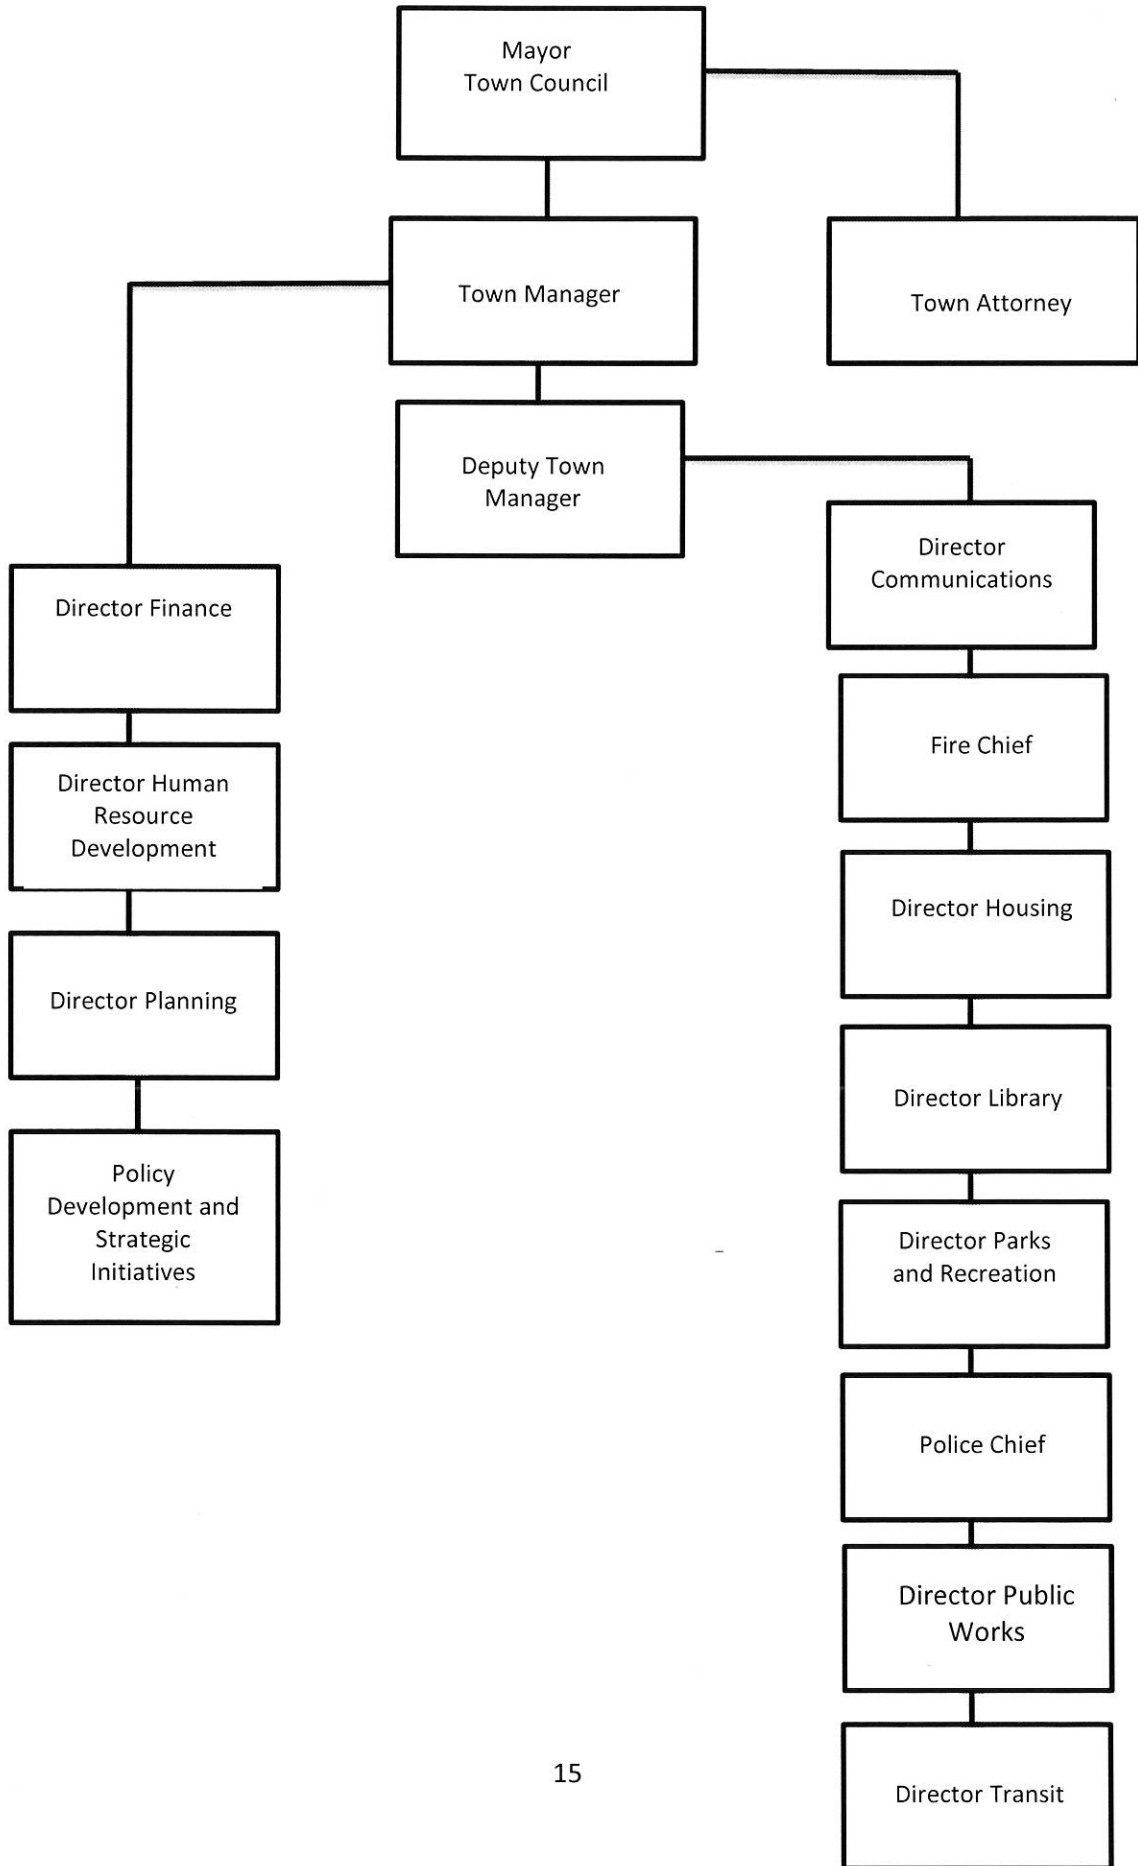 Mayor
Town Council
Town Manager
Town Attorney
Deputy Town
Manager
Director
Communications
Director Finance
Fire Chief
Director Human
Resource
Development
Director Housing
Director Planning
Director Library
Policy
Development and
Strategic
Initiatives
Director Parks
and Recreation
Police Chief
Director Public
Works
15
Director Transit